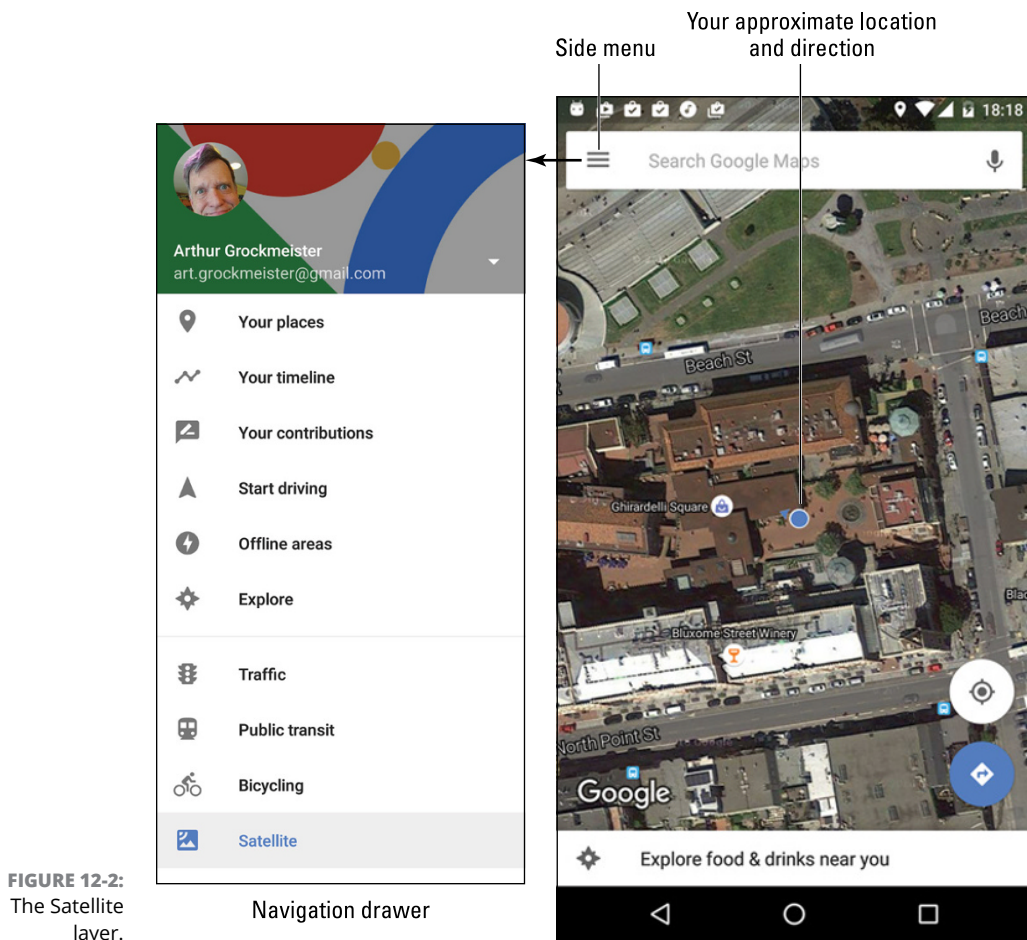 Your approximate location
and direction
Side menu
18:18
Search Google Maps
Arthur Grockmeister
art.grockmeister@gmail.com
Your places
Your timeline
Your contributions
Start driving
Offline areas
Explore
Traffic
Public transit
Bicycling
Satellite
Beach
Beach St
Ghirardelli Square
Blac
Bluxome Street Winery
North Point St
Google
Explore food & drinks near you
FIGURE 12-2:
The Satellite
layer.
Navigation drawer